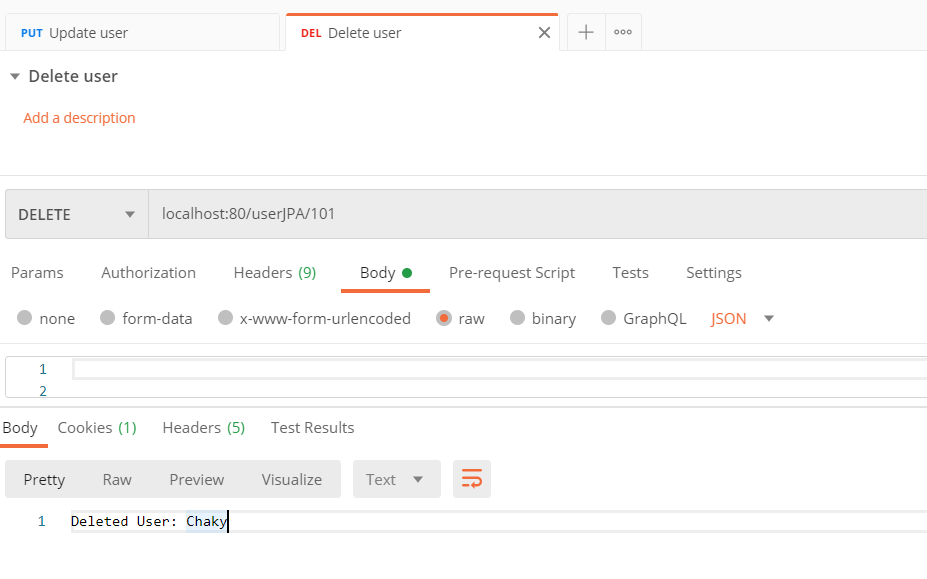 PUT Update user DEL Delete user
Delete user
Add a description
DELETE localhost:80/userJPA/101
Params Authorization Headers (9) Body Pre-request Script Tests Settings
none form-data x-www-form-urlencoded raw binary GraphQL JSON
1
2
Body Cookies (1) Headers (5) Test Results
Pretty Raw Preview Visualize Text
1 Deleted User: Chaky